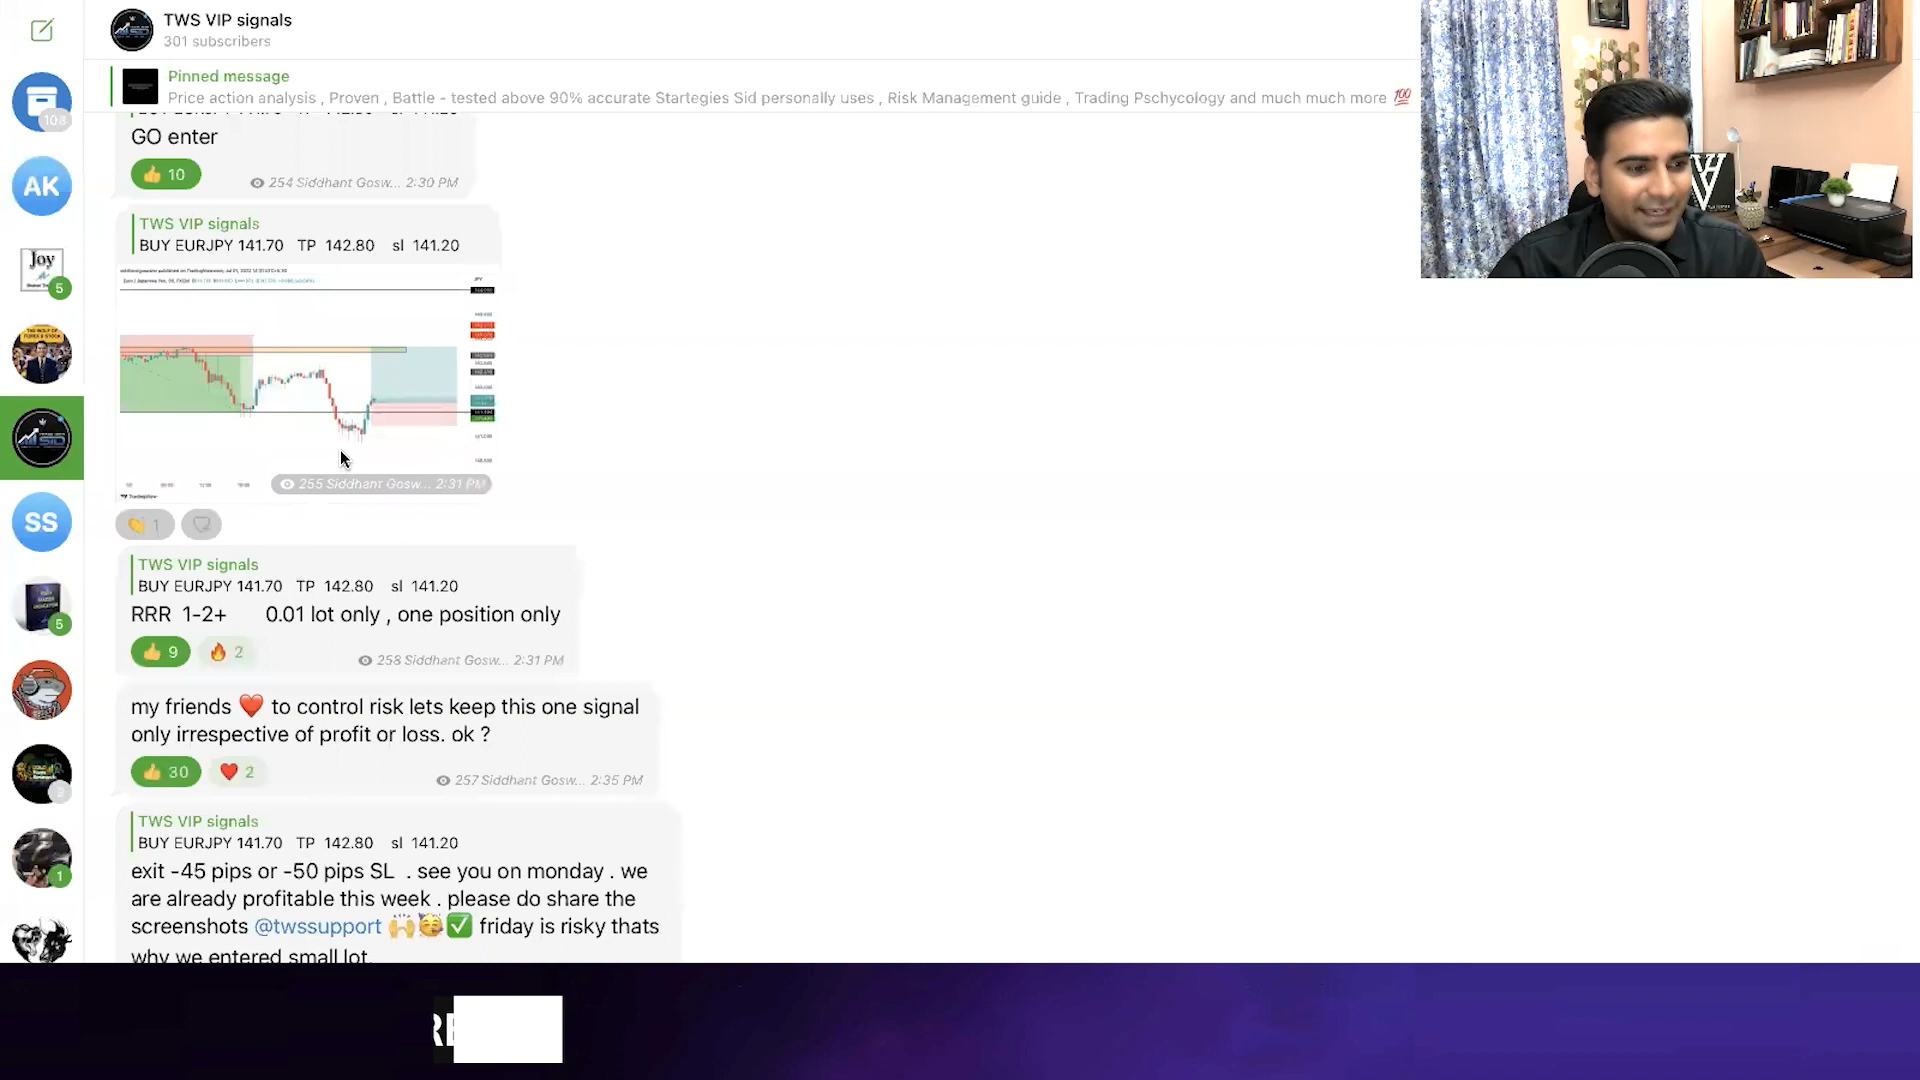 TWS VIP signals
301 subscribers
Pinned message
Price action analysis , Proven , Battle - tested above 90% accurate Startegies Sid personally uses , Risk Management guide , Trading Pschycology and much much more 💯
108
GO enter
👍 10
254 Siddhant Gosw... 2:30 PM
AK
TWS VIP signals
BUY EURJPY 141.70 TP 142.80 sl 141.20
Joy
5
255 Siddhant Gosw... 2:31 PM
TradingView
SID
1
SS
TWS VIP signals
BUY EURJPY 141.70 TP 142.80 sl 141.20
RRR 1-2+ 0.01 lot only , one position only
5
👍 9 🔥 2
258 Siddhant Gosw... 2:31 PM
my friends ❤️ to control risk lets keep this one signal
only irrespective of profit or loss. ok ?
👍 30 ❤️ 2
257 Siddhant Gosw... 2:35 PM
TWS VIP signals
BUY EURJPY 141.70 TP 142.80 sl 141.20
exit -45 pips or -50 pips SL . see you on monday . we
are already profitable this week . please do share the
1
screenshots @twssupport 🙌🥳✅ friday is risky thats
why we entered small lot.